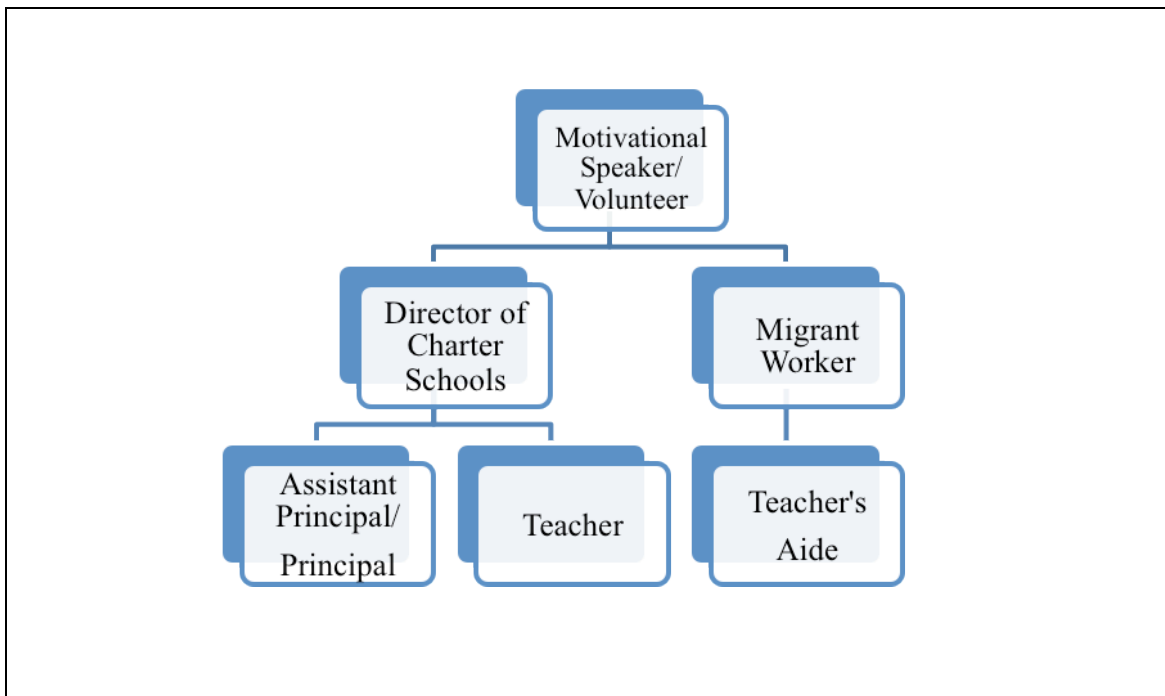 Motivational
Speaker/
Volunteer
Director of
Charter
Schools
Migrant
Worker
Assistant
Principal/
Principal
Teacher
Teacher's
Aide